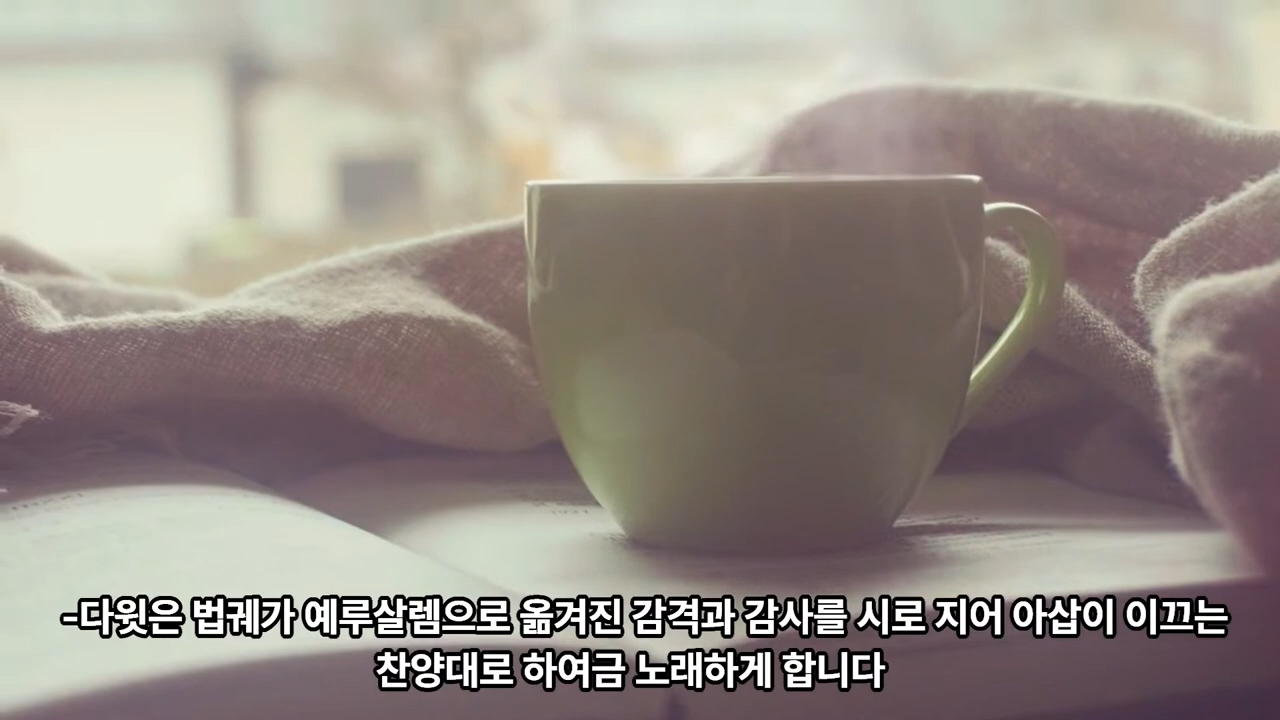 -다윗은 법궤가 예루살렘으로 옮겨진 감격과 감사를 시로 지어 아삽이 이끄는
찬양대로 하여금 노래하게 합니다